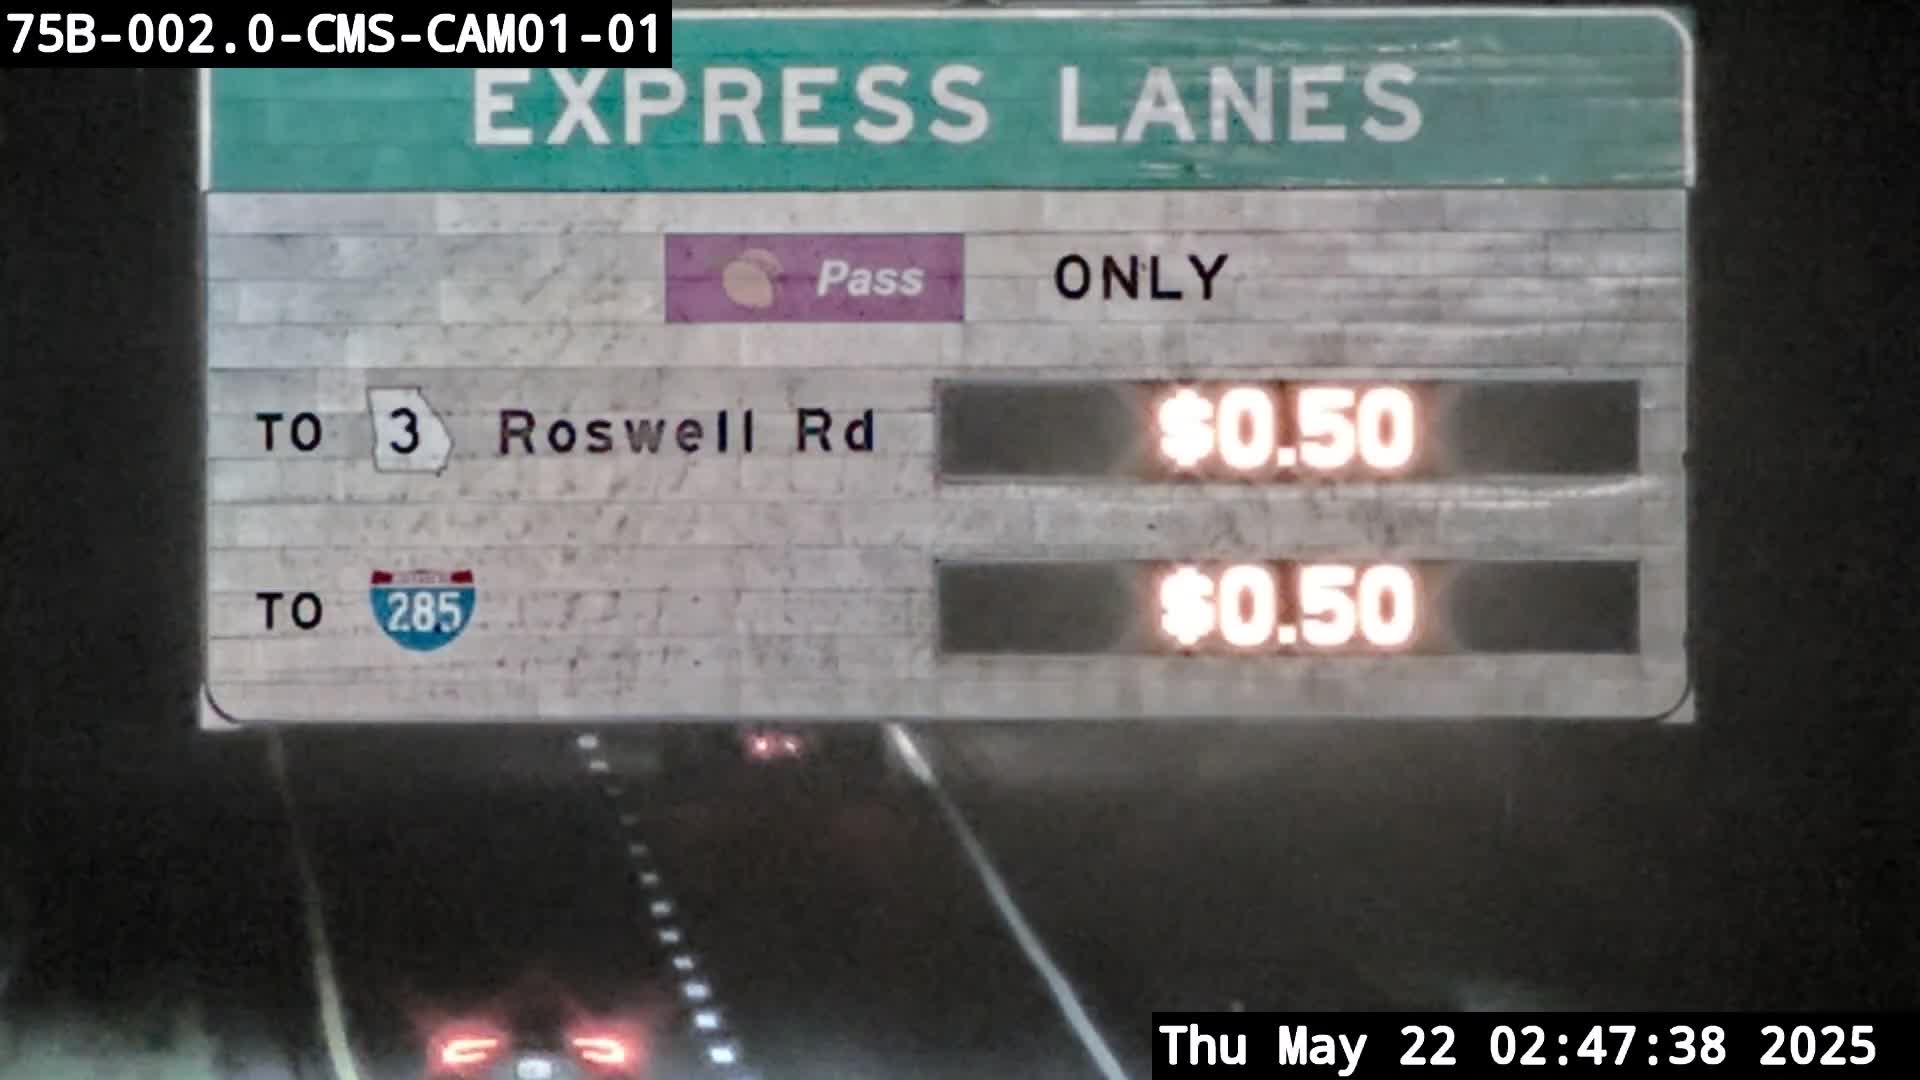 75B-002.0-CMS-CAM01-01
EXPRESS LANES
Pass ONLY
TO 3 Roswell Rd $0.50
TO 285 $0.50
Thu May 22 02:47:38 2025